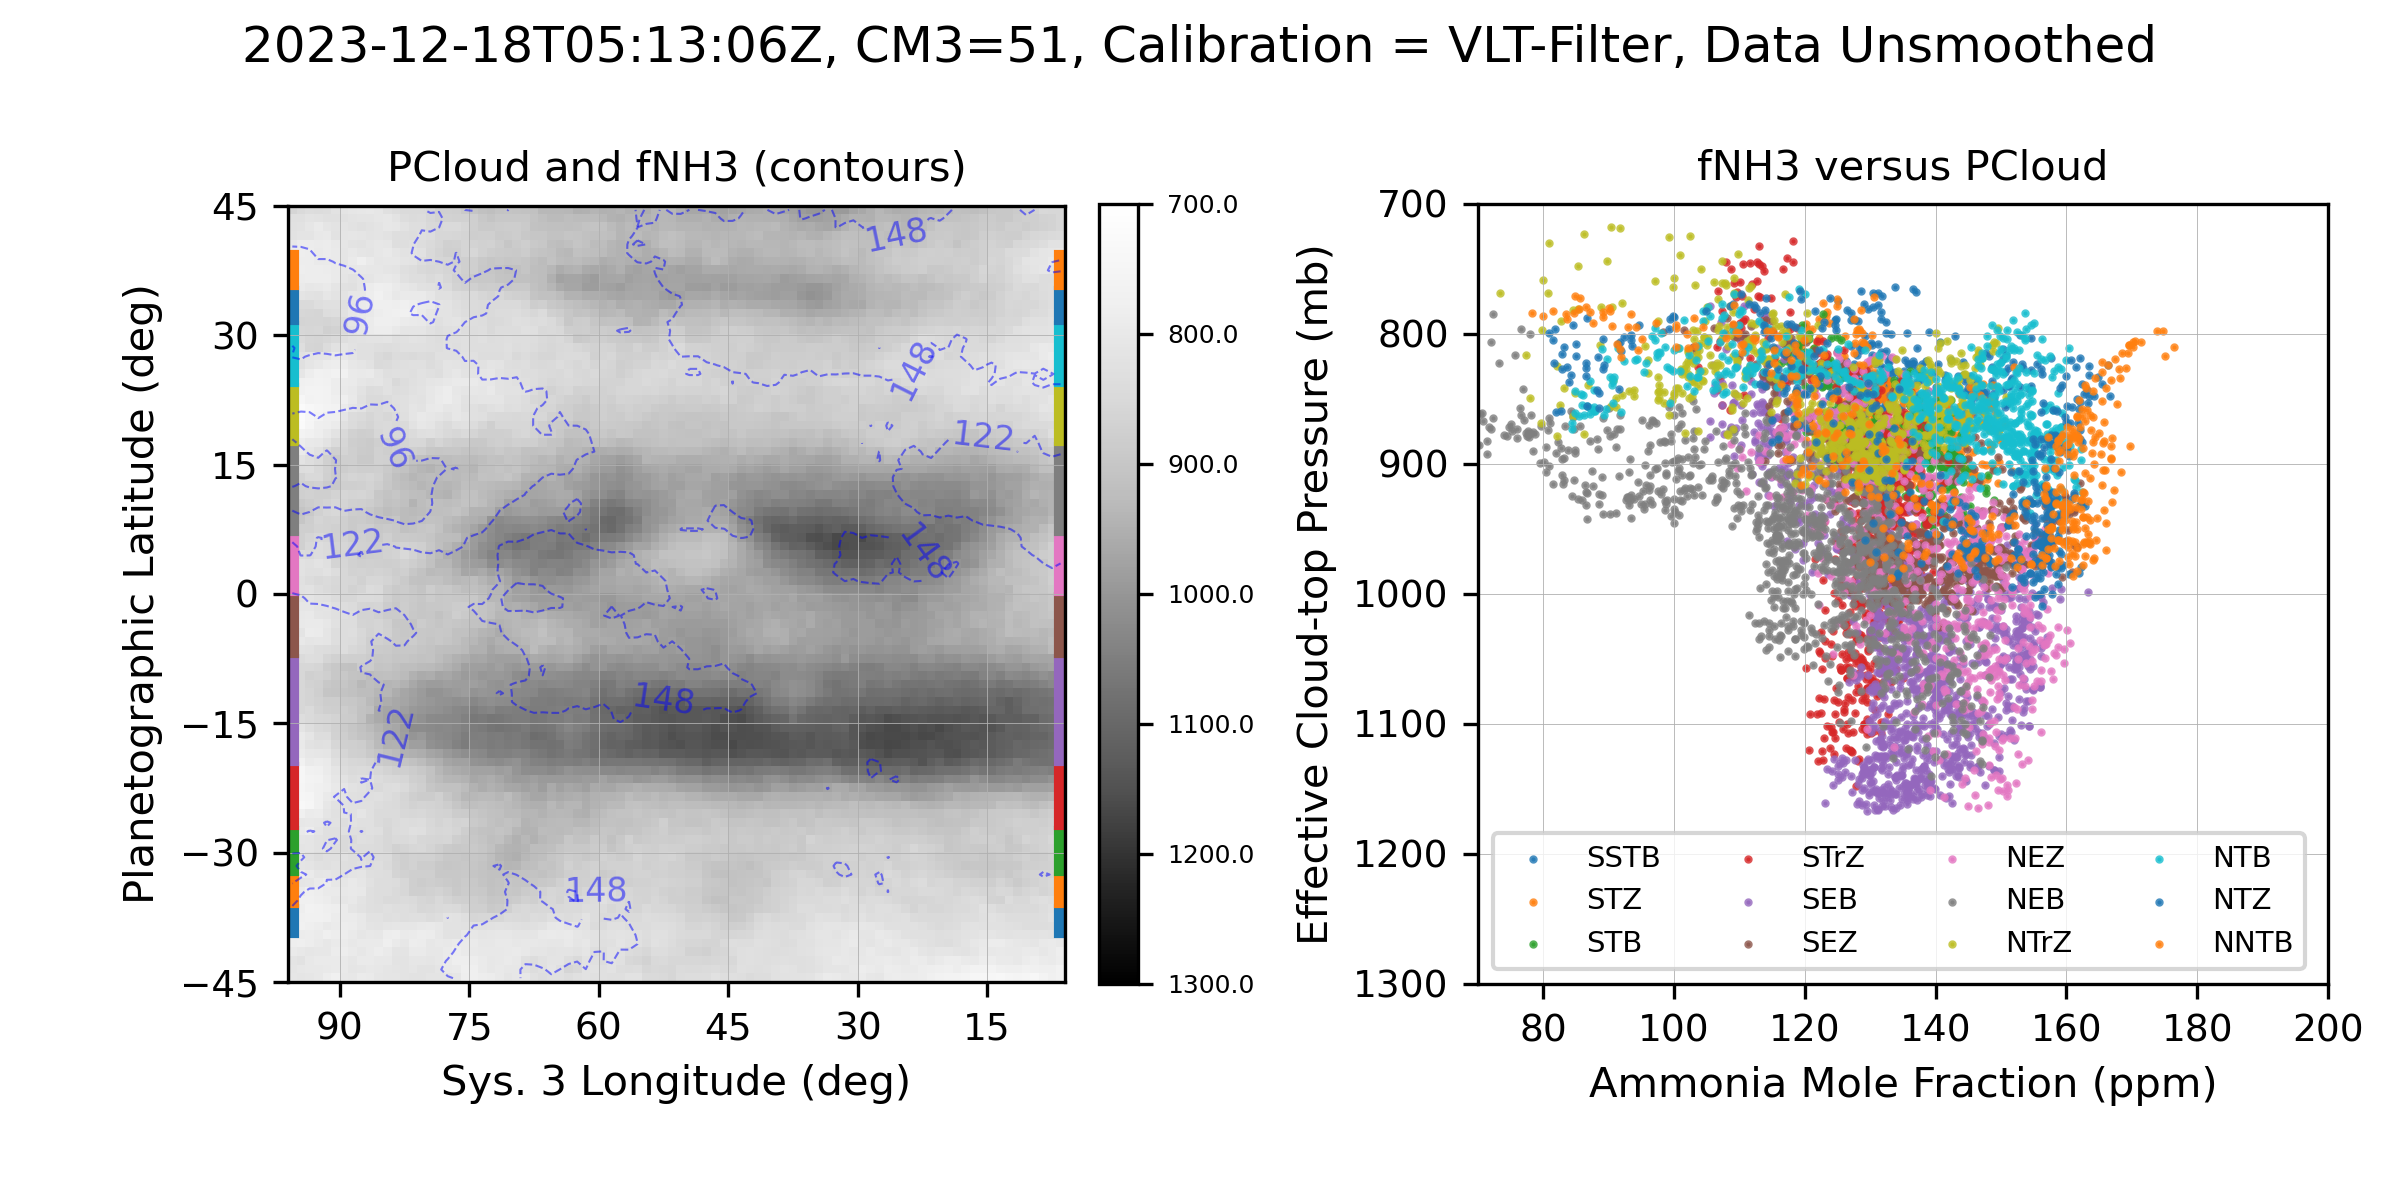 2023-12-18T05:13:06Z, CM3=51, Calibration = VLT-Filter, Data Unsmoothed
PCloud and fNH3 (contours)
45
30
15
0
−15
−30
−45
90
75
60
45
30
15
Planetographic Latitude (deg)
Sys. 3 Longitude (deg)
148
96
148
96
122
122
148
148
122
148
700.0
800.0
900.0
1000.0
1100.0
1200.0
1300.0
fNH3 versus PCloud
700
800
900
1000
1100
1200
1300
80
100
120
140
160
180
200
Effective Cloud-top Pressure (mb)
Ammonia Mole Fraction (ppm)
SSTB
STZ
STB
STrZ
SEB
SEZ
NEZ
NEB
NTrZ
NTB
NTZ
NNTB